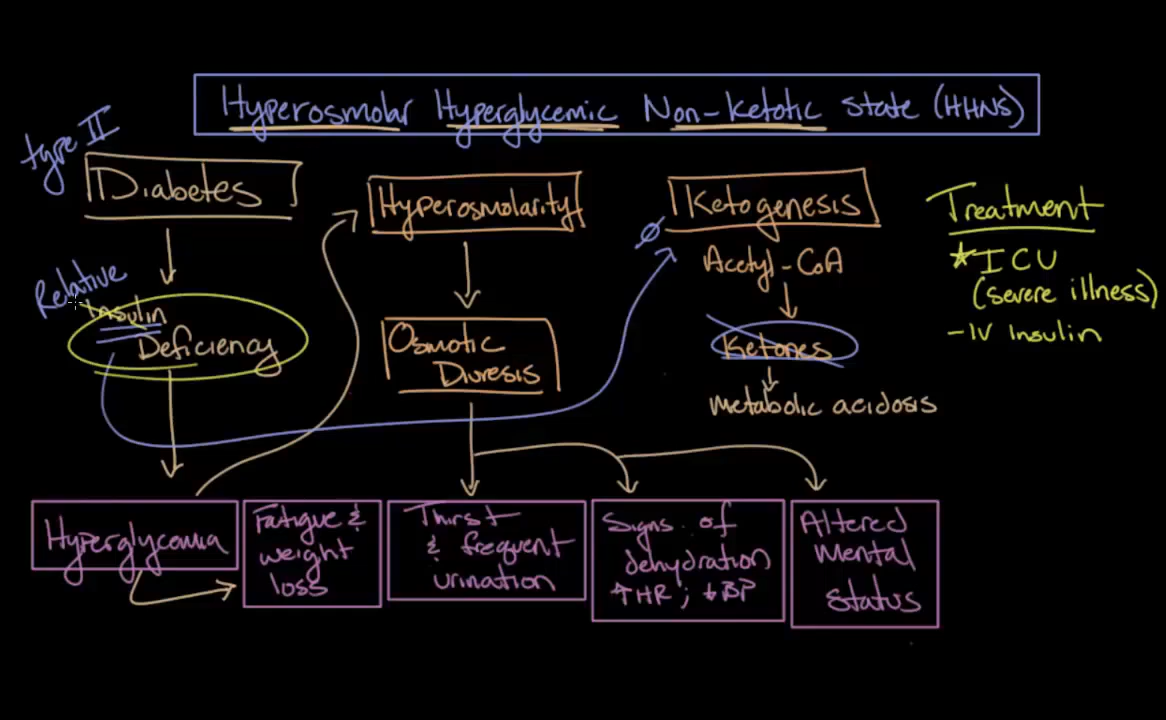 Hyperosmolar Hyperglycemic Non-Ketotic State (HHNS)
type II
Diabetes
Relative
Insulin
Deficiency
Hyperglycemia
Fatigue &
weight
loss
Hyperosmolarity
Osmotic
Diuresis
Thirst
& frequent
urination
Signs of
dehydration
↑HR; ↓BP
Altered
Mental
Status
Ketogenesis
Acetyl-CoA
Ketones
Metabolic acidosis
Treatment
★ICU
(severe illness)
-IV Insulin